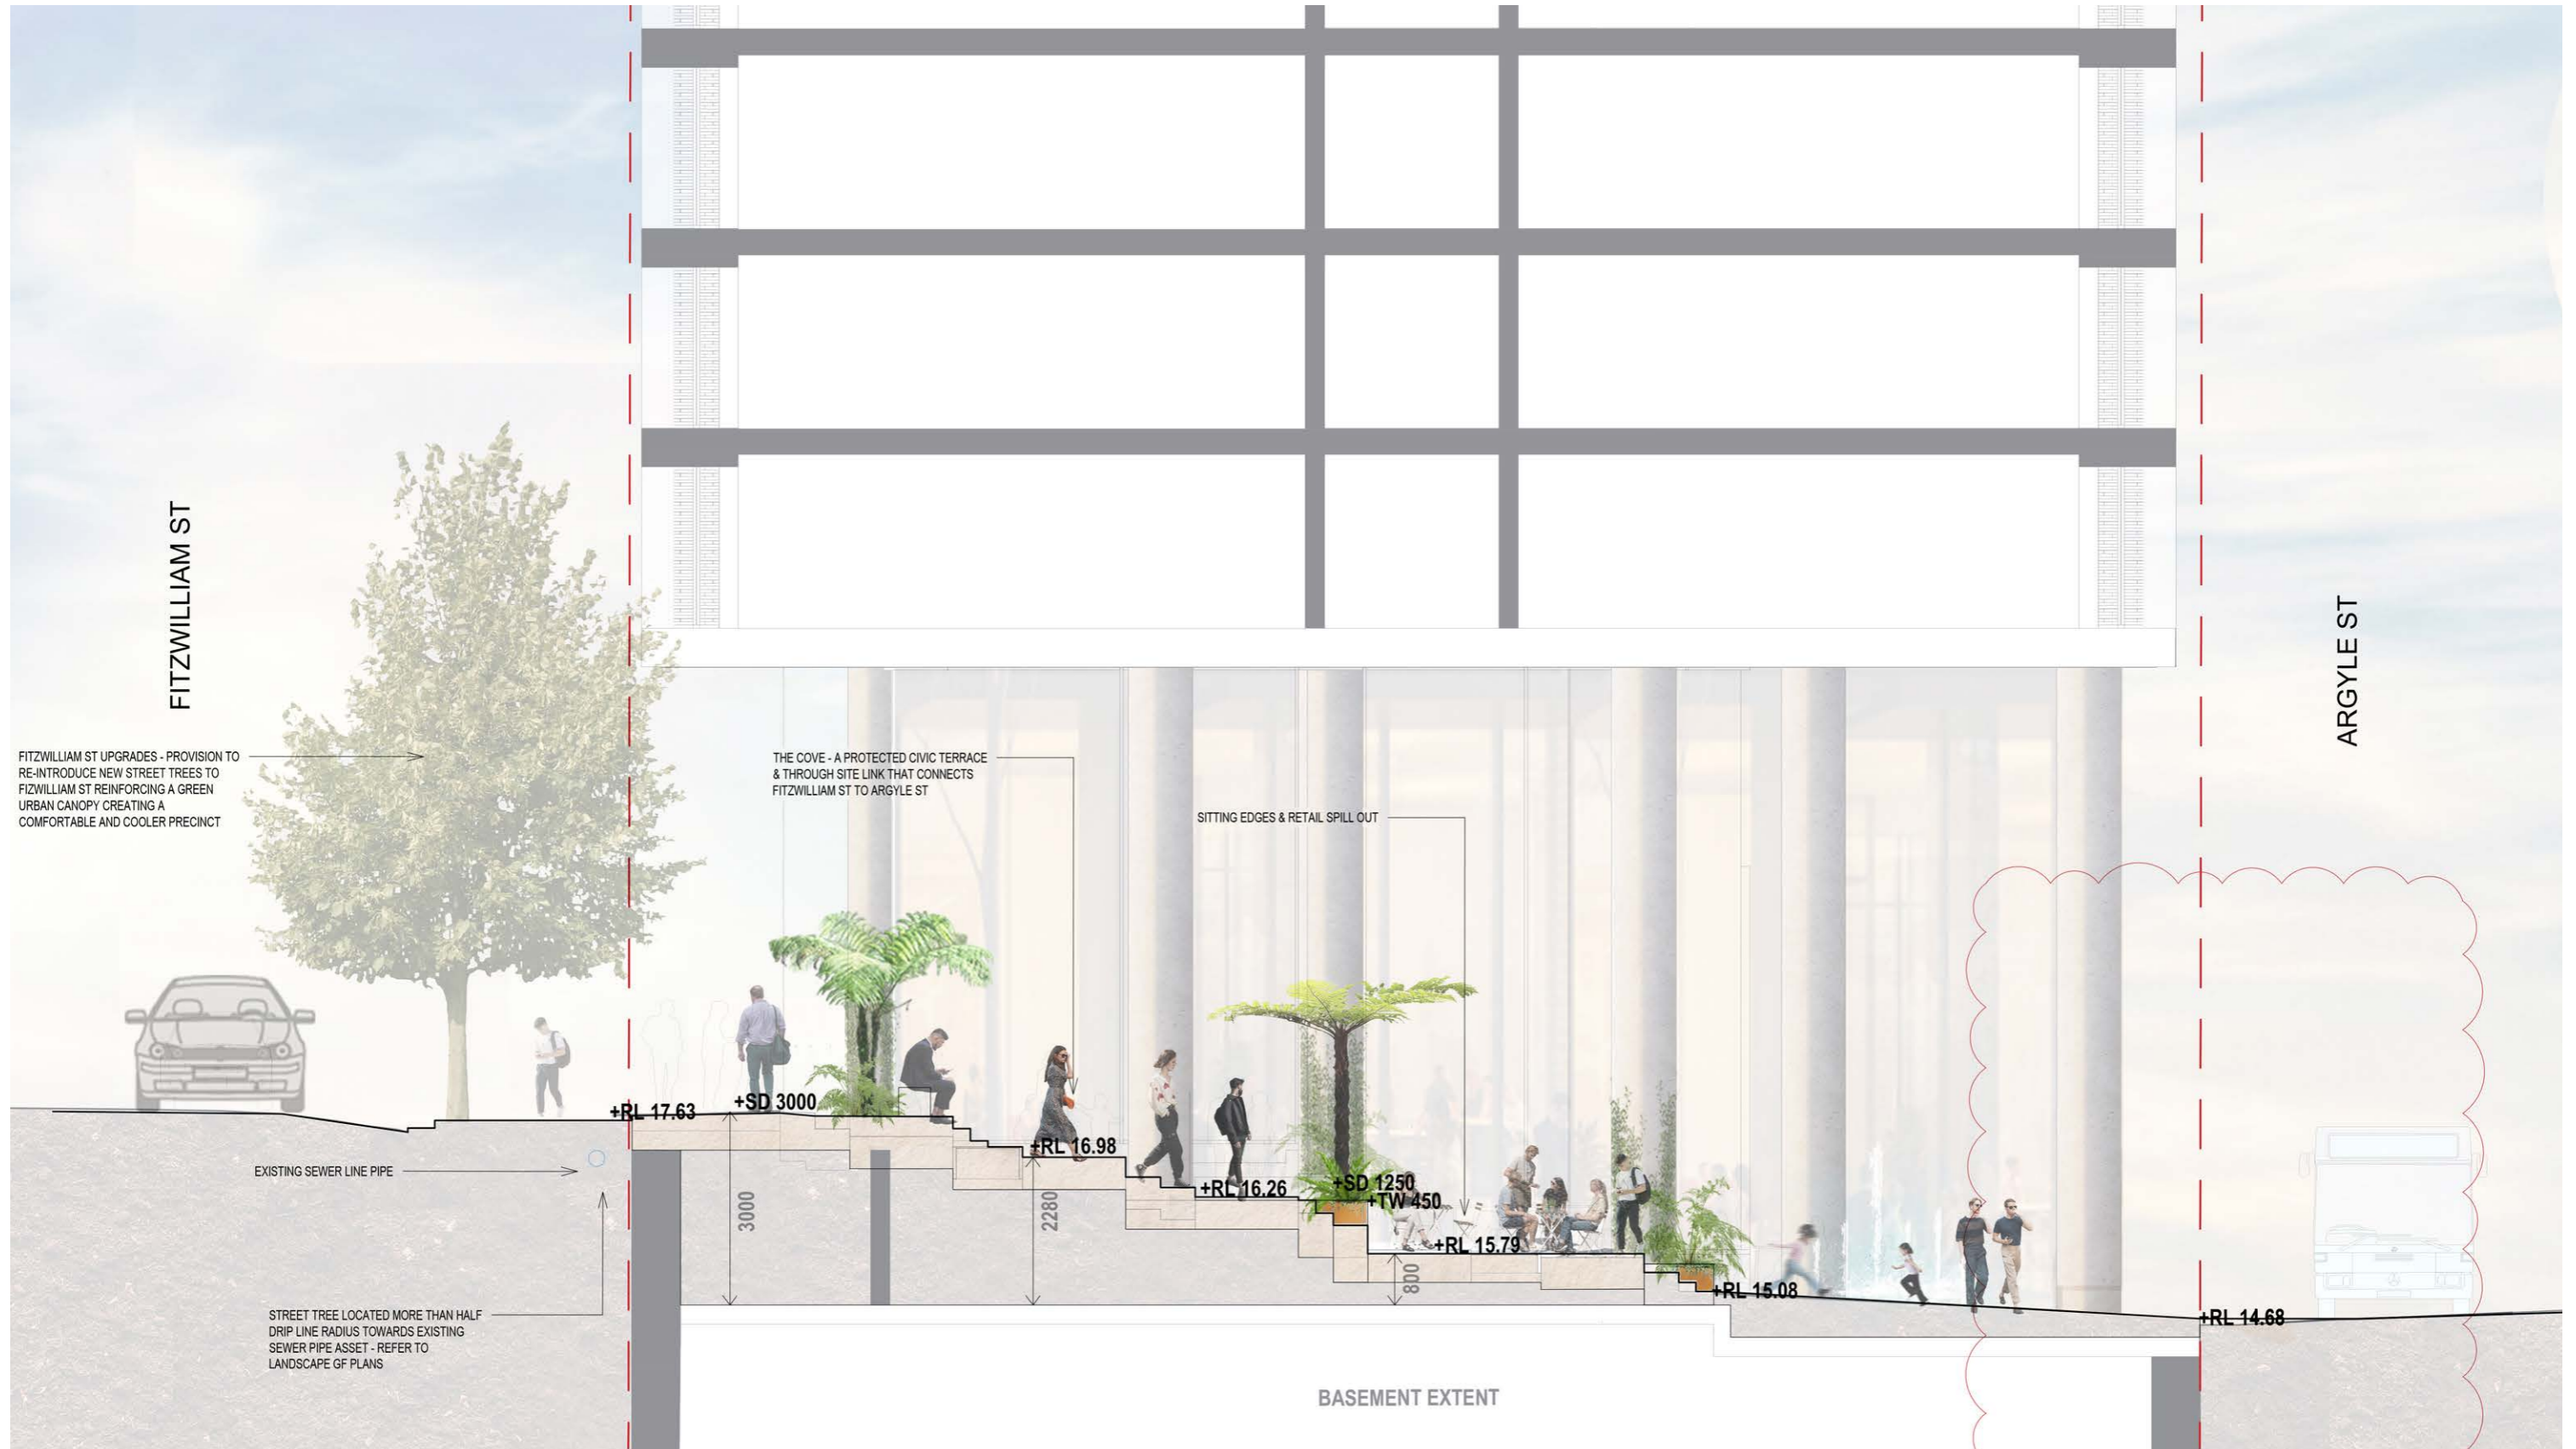 FITZWILLIAM ST
ARGYLE ST
FITZWILLIAM ST UPGRADES - PROVISION TO
RE-INTRODUCE NEW STREET TREES TO
FIZWILLIAM ST REINFORCING A GREEN
URBAN CANOPY CREATING A
COMFORTABLE AND COOLER PRECINCT
THE COVE - A PROTECTED CIVIC TERRACE
& THROUGH SITE LINK THAT CONNECTS
FITZWILLIAM ST TO ARGYLE ST
SITTING EDGES & RETAIL SPILL OUT
+RL 17.63
+SD 3000
+RL 16.98
+RL 16.26
+SD 1250
+TW 450
+RL 15.79
+RL 15.08
+RL 14.68
EXISTING SEWER LINE PIPE
3000
2280
800
STREET TREE LOCATED MORE THAN HALF
DRIP LINE RADIUS TOWARDS EXISTING
SEWER PIPE ASSET - REFER TO
LANDSCAPE GF PLANS
BASEMENT EXTENT